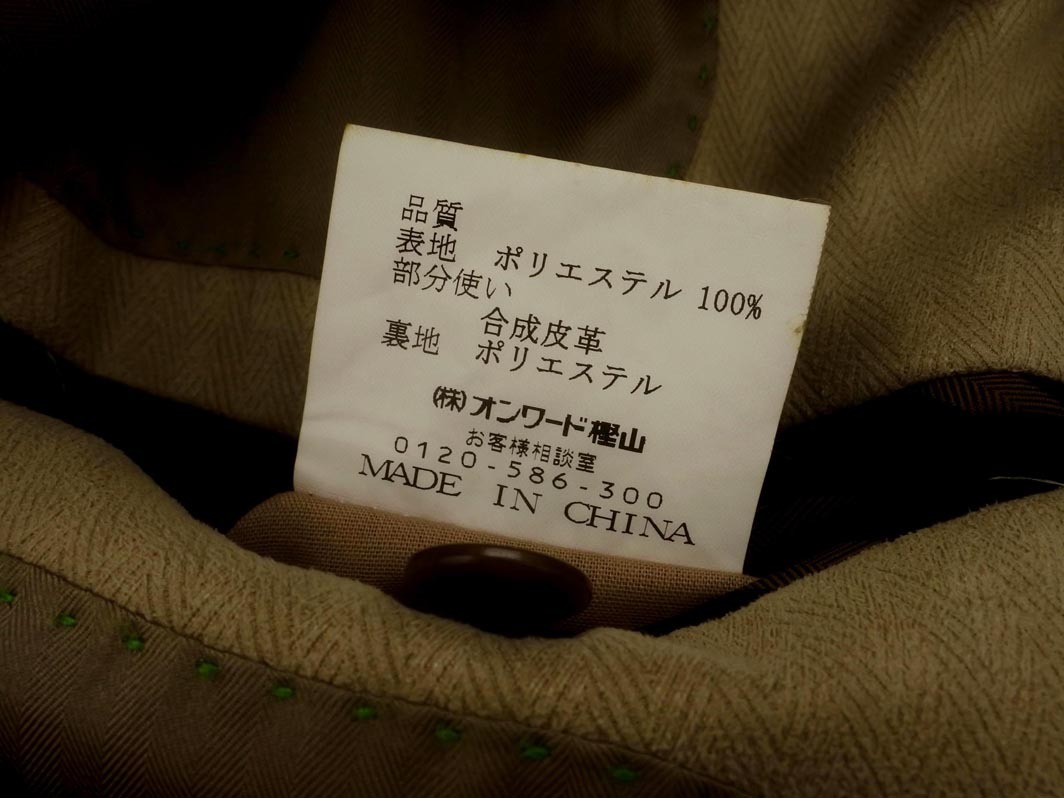 品質
表地 ポリエステル 100%
部分使い
合成皮革
裏地 ポリエステル
(株)オンワード樫山
お客様相談室
0120-586-300
MADE IN CHINA